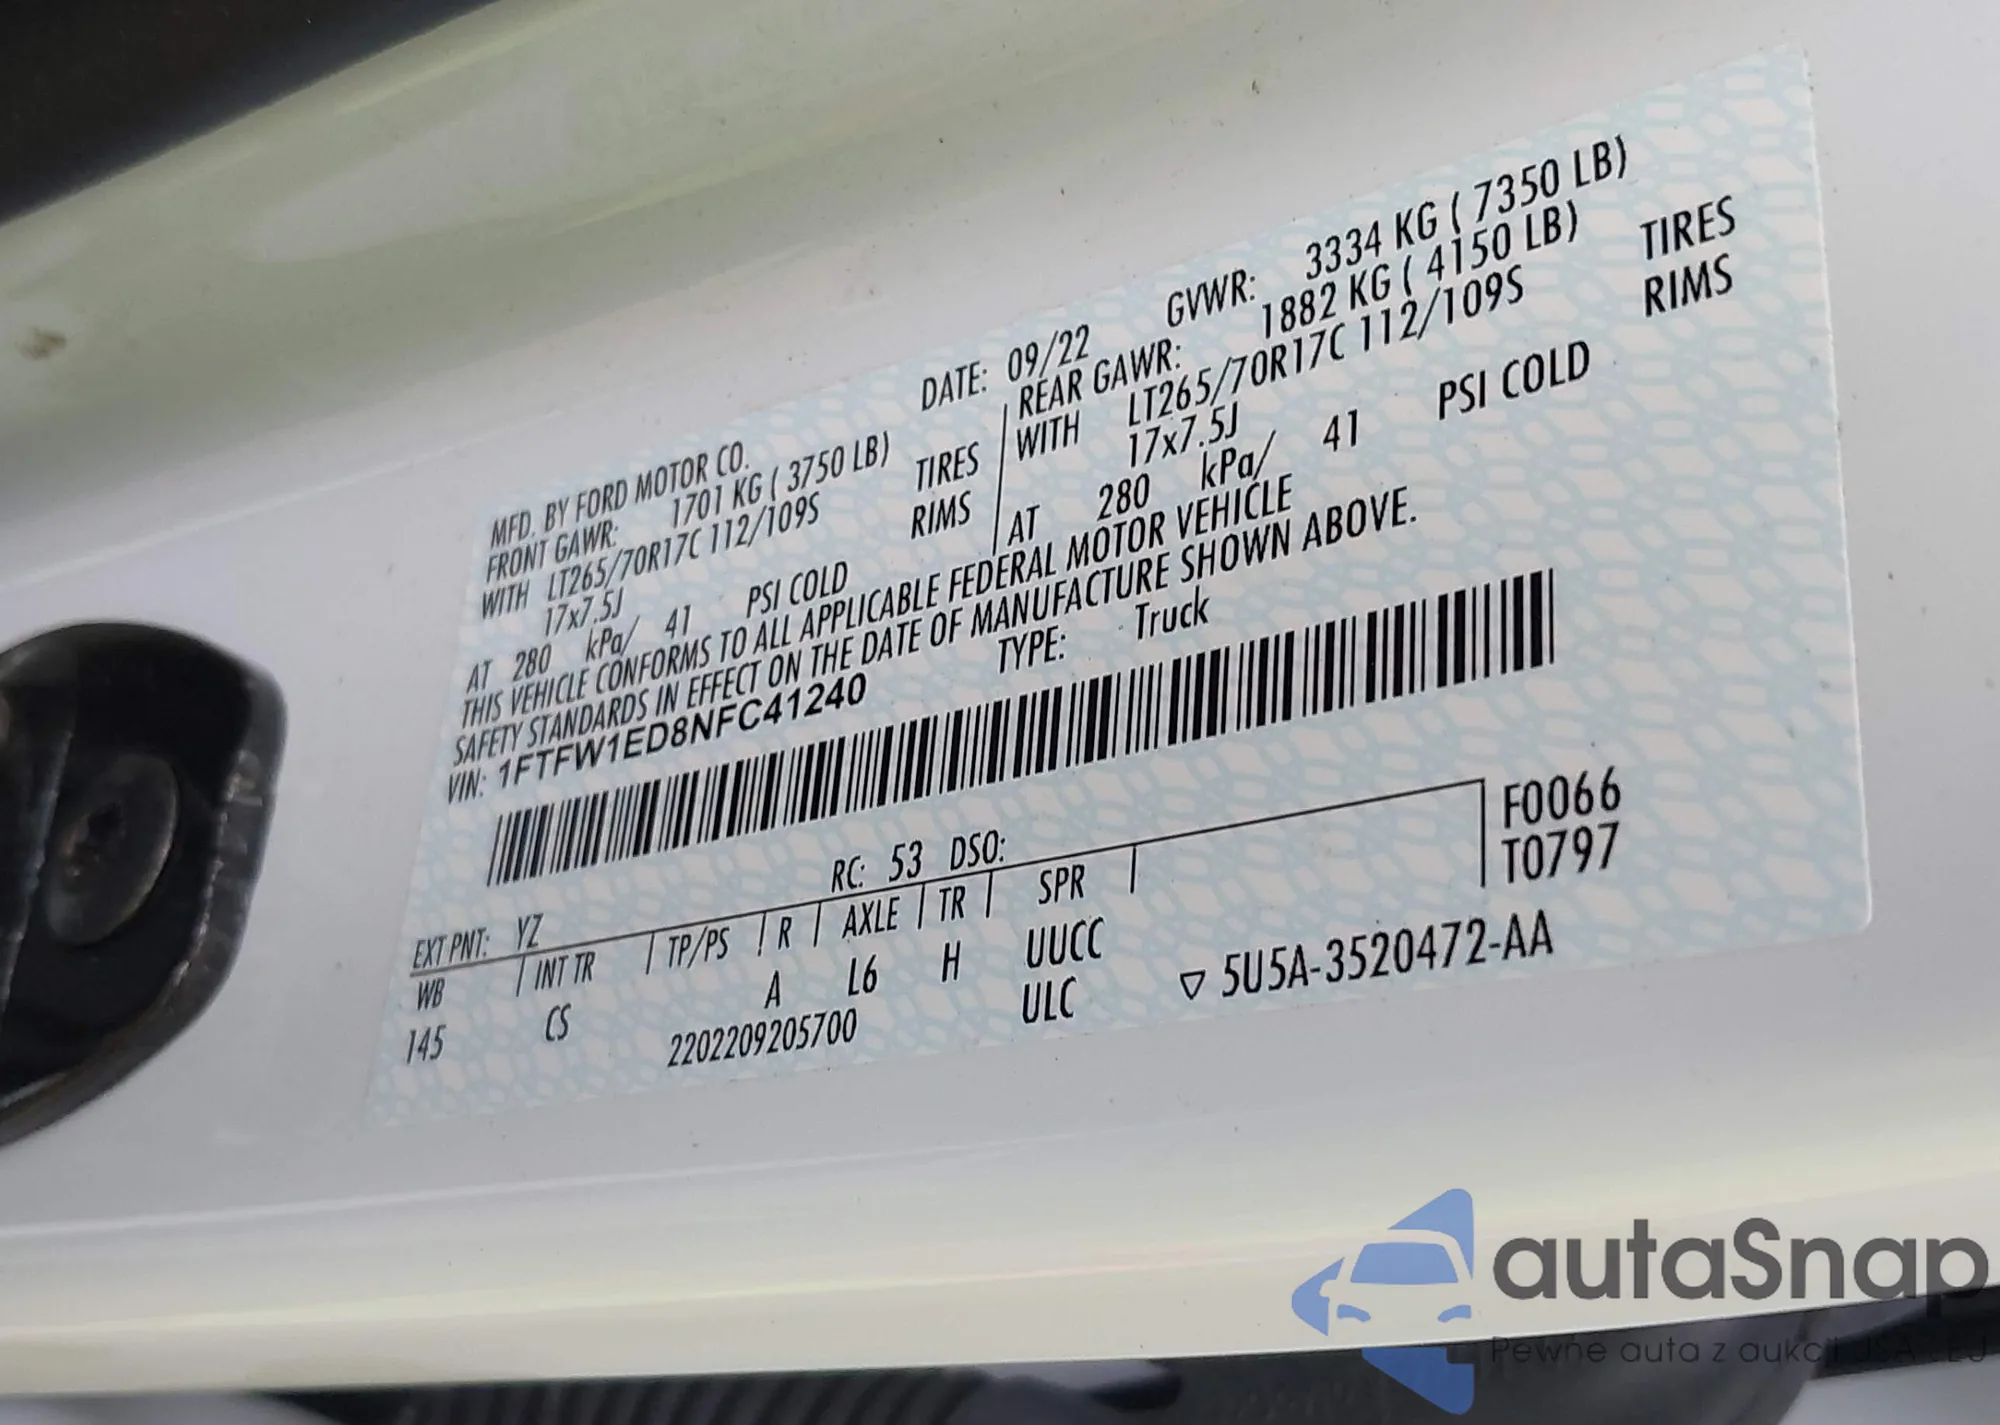 MFD. BY FORD MOTOR CO.
DATE: 09/22 GVWR: 3334 KG ( 7350 LB)
FRONT GAWR: 1701 KG ( 3750 LB)
WITH LT265/70R17C 112/109S TIRES
17x7.5J RIMS
AT 280 kPa/ 41 PSI COLD
REAR GAWR: 1882 KG ( 4150 LB)
WITH LT265/70R17C 112/109S TIRES
17x7.5J RIMS
AT 280 kPa/ 41 PSI COLD
THIS VEHICLE CONFORMS TO ALL APPLICABLE FEDERAL MOTOR VEHICLE
SAFETY STANDARDS IN EFFECT ON THE DATE OF MANUFACTURE SHOWN ABOVE.
VIN: 1FTFW1ED8NFC41240 TYPE: Truck
EXT PNT: YZ RC: 53 DSO: F0066
T0797
WB INT TR TP/PS R AXLE TR SPR
145 CS A L6 H UUCC
2202209205700 ULC ▽ 5U5A-3520472-AA
autaSnap
Pewne auta z aukcji USA